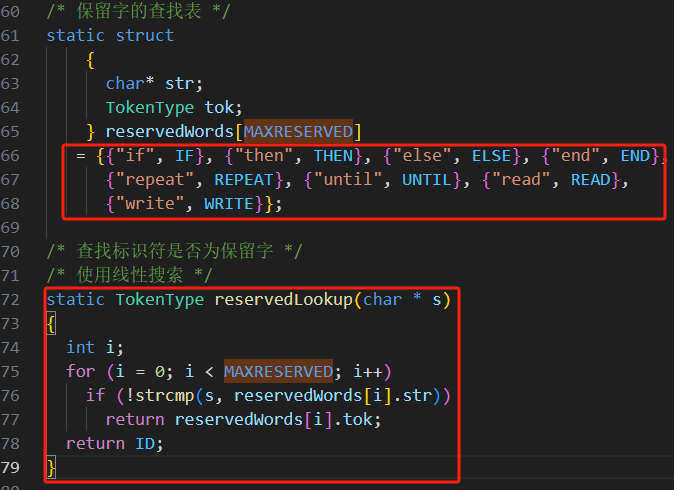 60 /* 保留字的查找表 */
61 static struct
62 {
63 char* str;
64 TokenType tok;
65 } reservedWords[MAXRESERVED]
66 = {{"if", IF}, {"then", THEN}, {"else", ELSE}, {"end", END},
67 {"repeat", REPEAT}, {"until", UNTIL}, {"read", READ},
68 {"write", WRITE}};
69
70 /* 查找标识符是否为保留字 */
71 /* 使用线性搜索 */
72 static TokenType reservedLookup(char * s)
73 {
74 int i;
75 for (i = 0; i < MAXRESERVED; i++)
76 if (!strcmp(s, reservedWords[i].str))
77 return reservedWords[i].tok;
78 return ID;
79 }